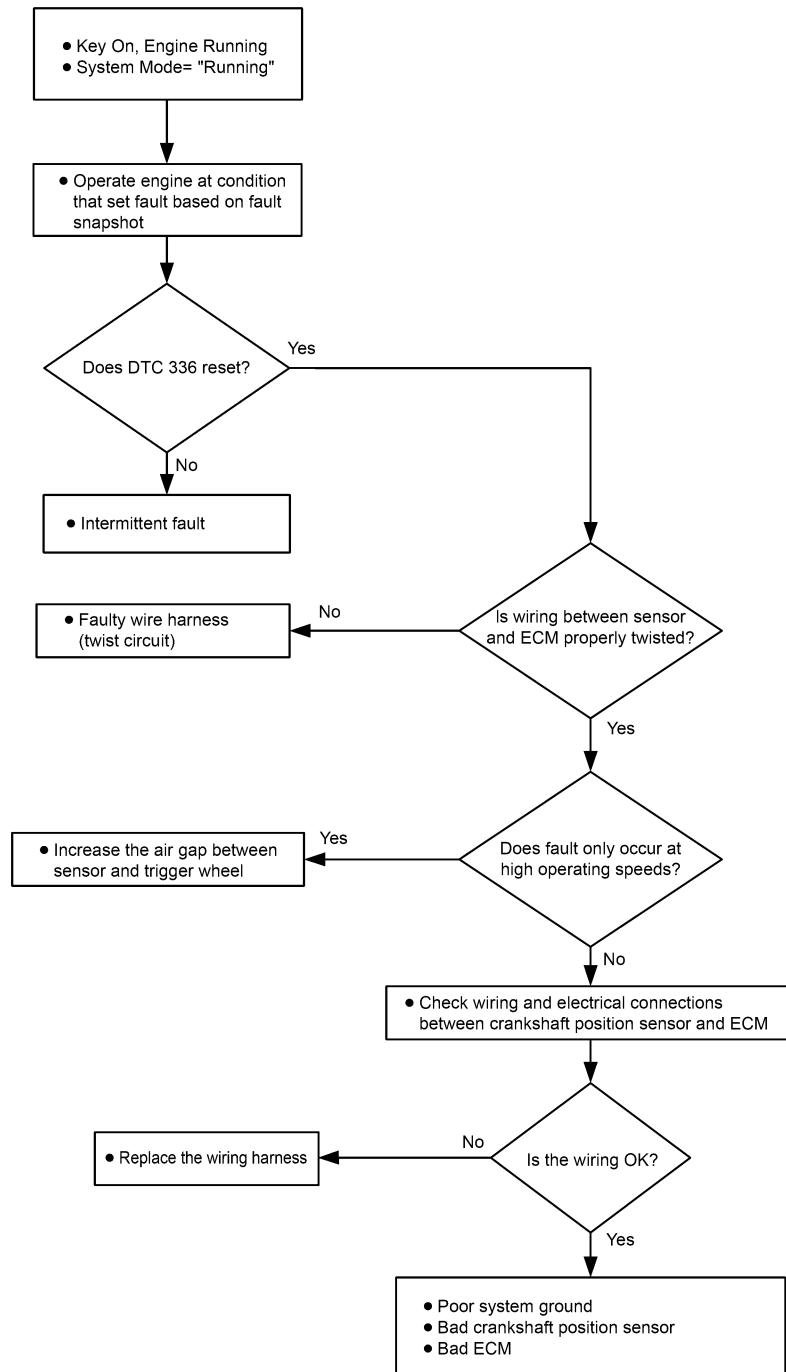 ● Key On, Engine Running
● System Mode= "Running"
● Operate engine at condition
that set fault based on fault
snapshot
Does DTC 336 reset?
Yes
No
● Intermittent fault
Is wiring between sensor
and ECM properly twisted?
No
● Faulty wire harness
(twist circuit)
Yes
Does fault only occur at
high operating speeds?
Yes
● Increase the air gap between
sensor and trigger wheel
No
● Check wiring and electrical connections
between crankshaft position sensor and ECM
Is the wiring OK?
No
● Replace the wiring harness
Yes
● Poor system ground
● Bad crankshaft position sensor
● Bad ECM